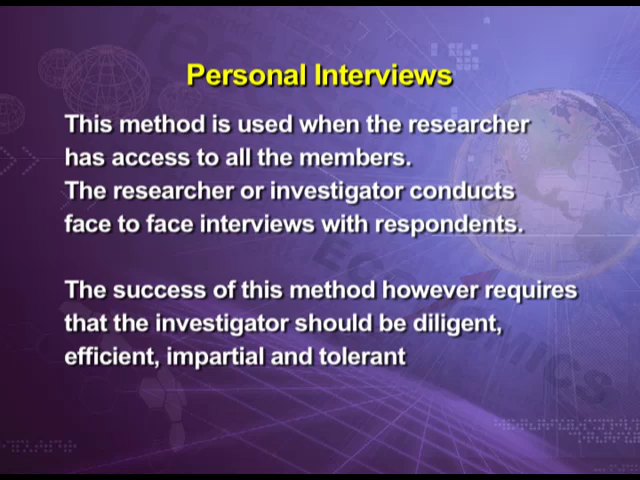 Personal Interviews
This method is used when the researcher
has access to all the members.
The researcher or investigator conducts
face to face interviews with respondents.
The success of this method however requires
that the investigator should be diligent,
efficient, impartial and tolerant
ECONOMICS